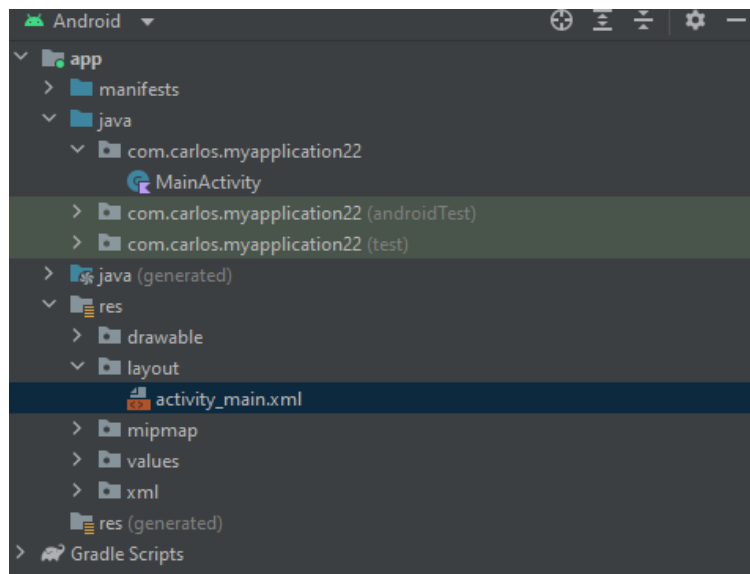 Android
app
manifests
java
com.carlos.myapplication22
MainActivity
com.carlos.myapplication22 (androidTest)
com.carlos.myapplication22 (test)
java (generated)
res
drawable
layout
activity_main.xml
mipmap
values
xml
res (generated)
Gradle Scripts